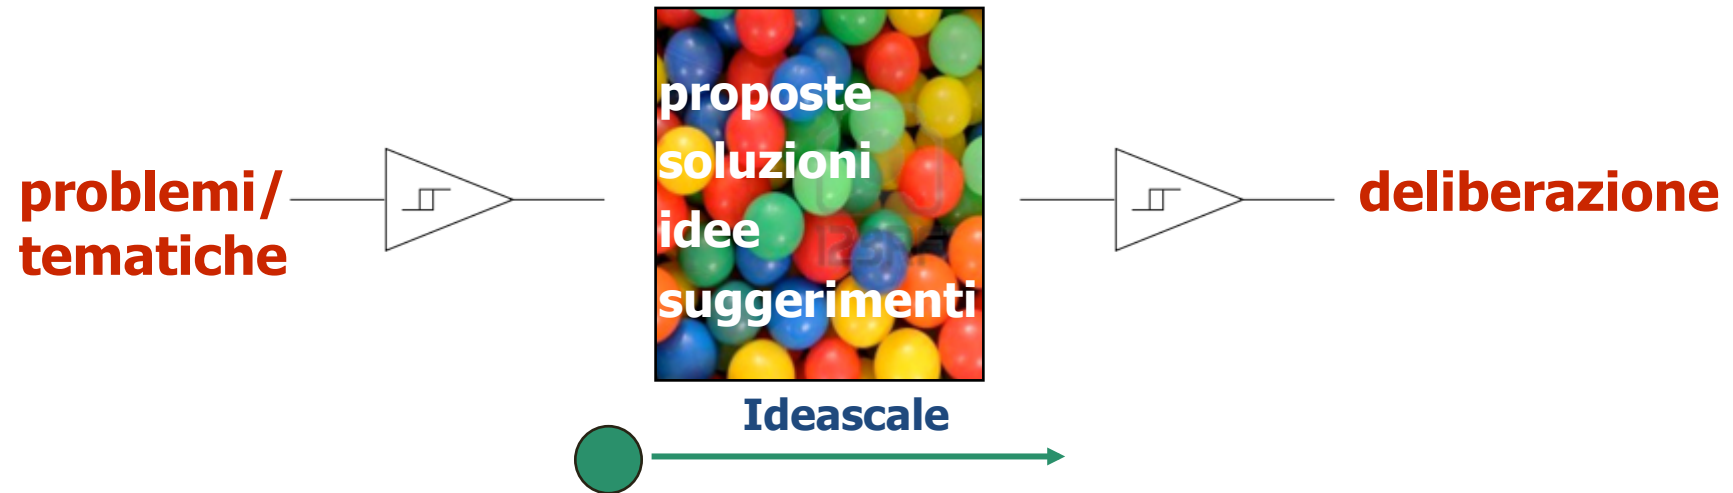 problemi/
tematiche
proposte
soluzioni
idee
suggerimenti
deliberazione
Ideascale